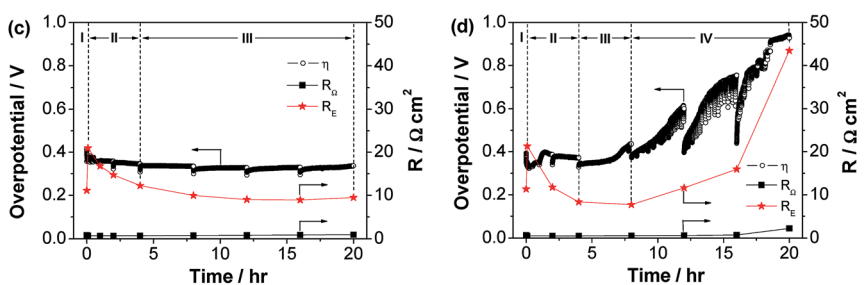 (c)
I II III
1.0
0.8
0.6
0.4
0.2
0.0
Overpotential / V
η
RΩ
RE
50
40
30
20
10
0
R / Ω cm²
0 5 10 15 20
Time / hr
(d)
I II III IV
1.0
0.8
0.6
0.4
0.2
0.0
Overpotential / V
η
RΩ
RE
50
40
30
20
10
0
R / Ω cm²
0 5 10 15 20
Time / hr